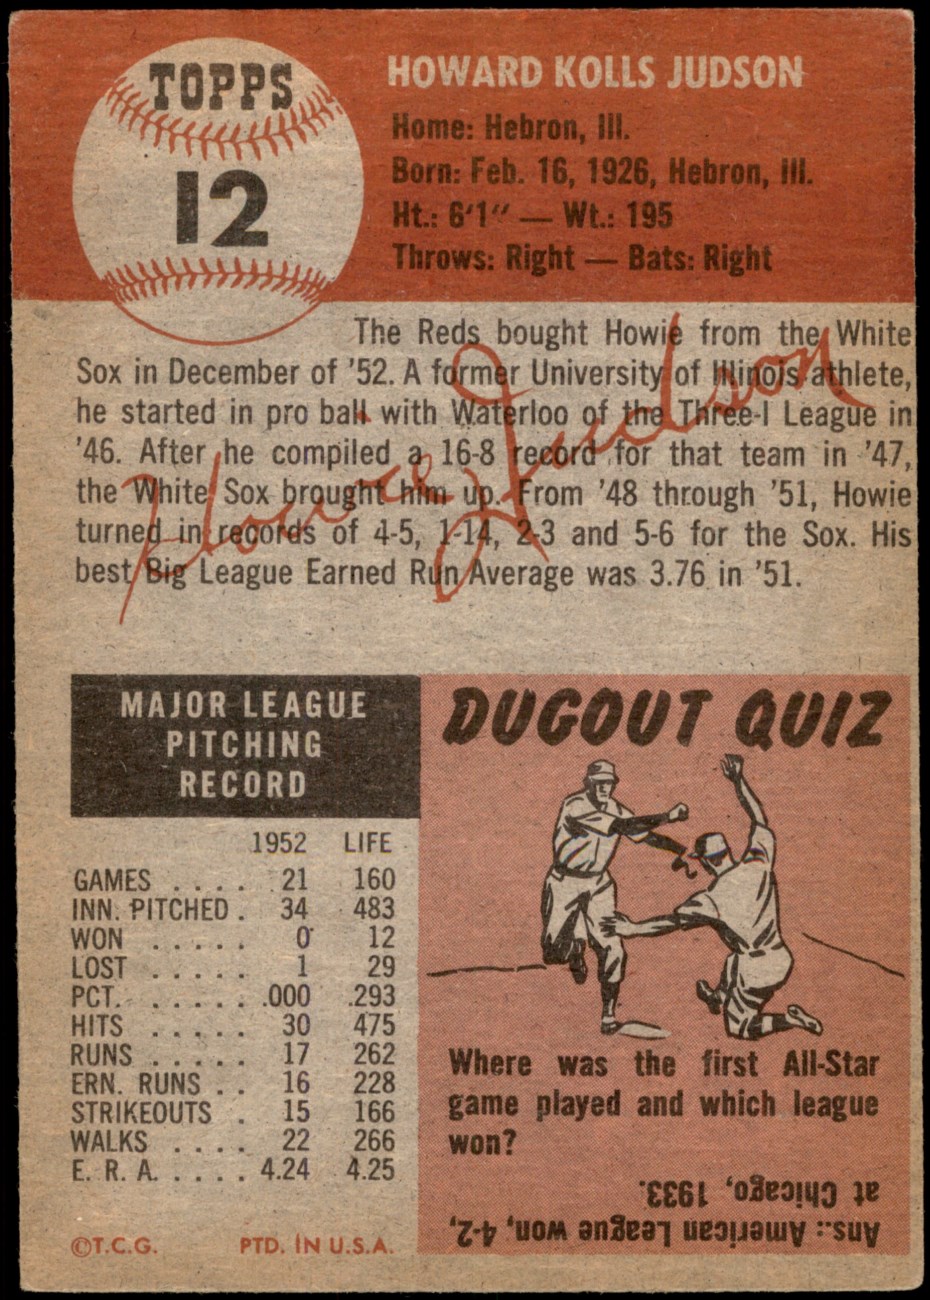 TOPPS
12
HOWARD KOLLS JUDSON
Home: Hebron, Ill.
Born: Feb. 16, 1926, Hebron, Ill.
Ht.: 6'1" — Wt.: 195
Throws: Right — Bats: Right
The Reds bought Howie from the White
Sox in December of '52. A former University of Illinois athlete,
he started in pro ball with Waterloo of the Three-I League in
'46. After he compiled a 16-8 record for that team in '47,
the White Sox brought him up. From '48 through '51, Howie
turned in records of 4-5, 1-14, 2-3 and 5-6 for the Sox. His
best Big League Earned Run Average was 3.76 in '51.
Howie Judson
MAJOR LEAGUE
PITCHING
RECORD
1952 LIFE
GAMES . . . . 21 160
INN. PITCHED . 34 483
WON . . . . . 0 12
LOST . . . . . 1 29
PCT. . . . . . .000 .293
HITS . . . . . 30 475
RUNS . . . . . 17 262
ERN. RUNS . . 16 228
STRIKEOUTS . 15 166
WALKS . . . . 22 266
E. R. A. . . . . 4.24 4.25
©T.C.G. PTD. IN U.S.A.
DUGOUT QUIZ
Where was the first All-Star
game played and which league
won?
Ans.: American League won, 4-2,
at Chicago, 1933.